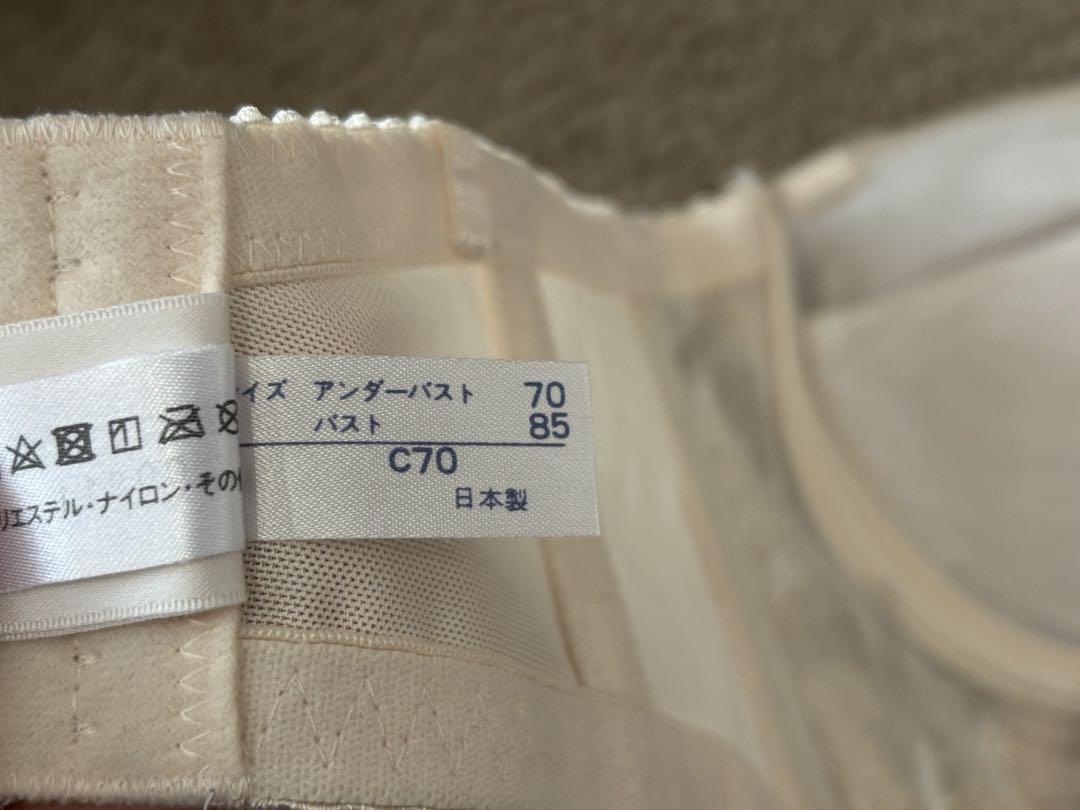 イズ アンダーバスト 70
バスト 85
C70
日本製
リエステル・ナイロン・その他